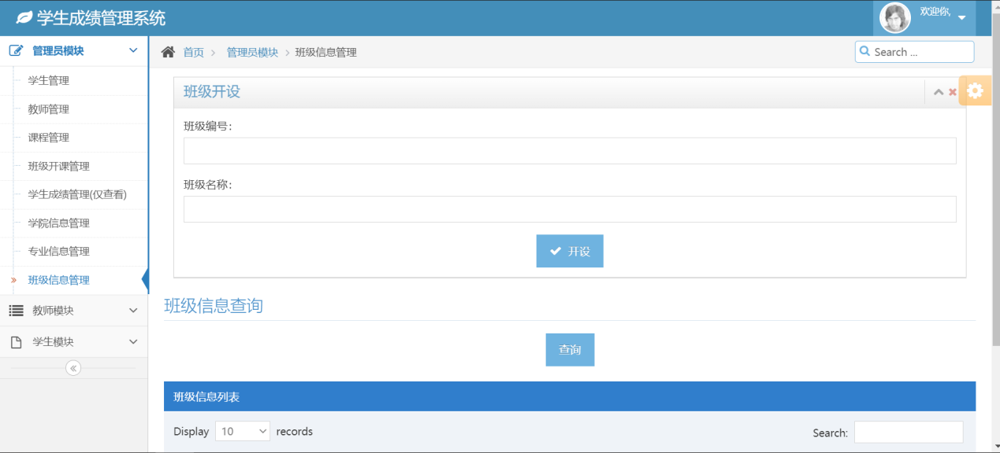 学生成绩管理系统
欢迎你,
管理员模块
首页 > 管理员模块 > 班级信息管理
Search ...
学生管理
教师管理
课程管理
班级开课管理
学生成绩管理(仅查看)
学院信息管理
专业信息管理
班级信息管理
教师模块
学生模块
班级开设
班级编号:
班级名称:
开设
班级信息查询
查询
班级信息列表
Display 10 records
Search: